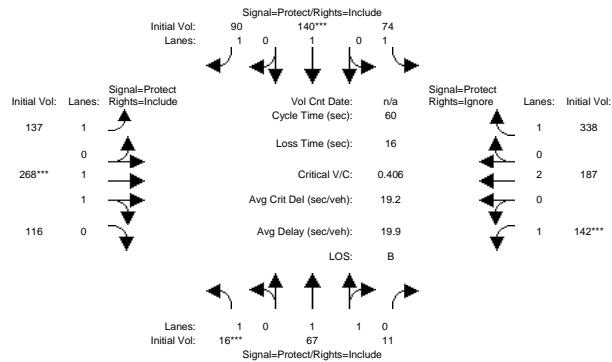 Signal=Protect/Rights=Include
Initial Vol: 90 140*** 74
Lanes: 1 0 1 0 1
Signal=Protect Signal=Protect
Initial Vol: Lanes: Rights=Include Vol Cnt Date: n/a Rights=Ignore Lanes: Initial Vol:
Cycle Time (sec): 60
137 1 1 338
Loss Time (sec): 16
0 0
268*** 1 Critical V/C: 0.406 2 187
1 Avg Crit Del (sec/veh): 19.2 0
116 0 Avg Delay (sec/veh): 19.9 1 142***
LOS: B
Lanes: 1 0 1 1 0
Initial Vol: 16*** 67 11
Signal=Protect/Rights=Include